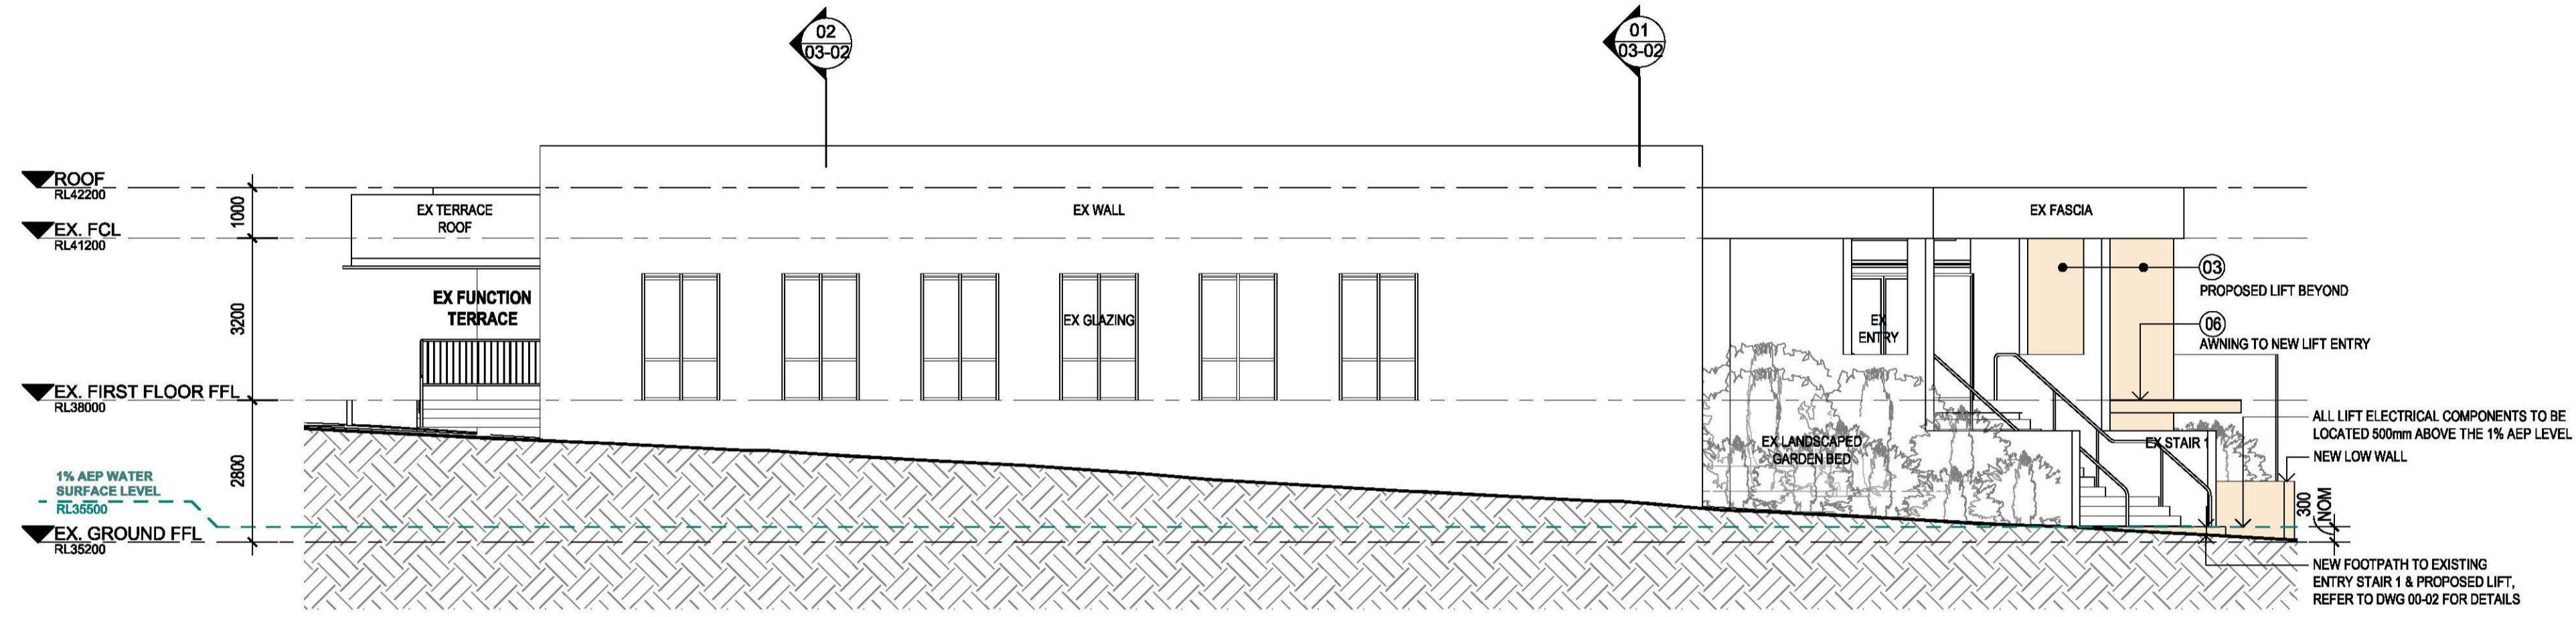 02
03-02
01
03-02
ROOF
RL42200
EX. FCL
RL41200
EX. FIRST FLOOR FFL
RL38000
1% AEP WATER
SURFACE LEVEL
RL35500
EX. GROUND FFL
RL35200
1000
3200
2800
EX TERRACE
ROOF
EX FUNCTION
TERRACE
EX WALL
EX GLAZING
EX FASCIA
EX
ENTRY
EX LANDSCAPED
GARDEN BED
EX STAIR 1
03
PROPOSED LIFT BEYOND
06
AWNING TO NEW LIFT ENTRY
ALL LIFT ELECTRICAL COMPONENTS TO BE
LOCATED 500mm ABOVE THE 1% AEP LEVEL
NEW LOW WALL
300
NOM
NEW FOOTPATH TO EXISTING
ENTRY STAIR 1 & PROPOSED LIFT,
REFER TO DWG 00-02 FOR DETAILS